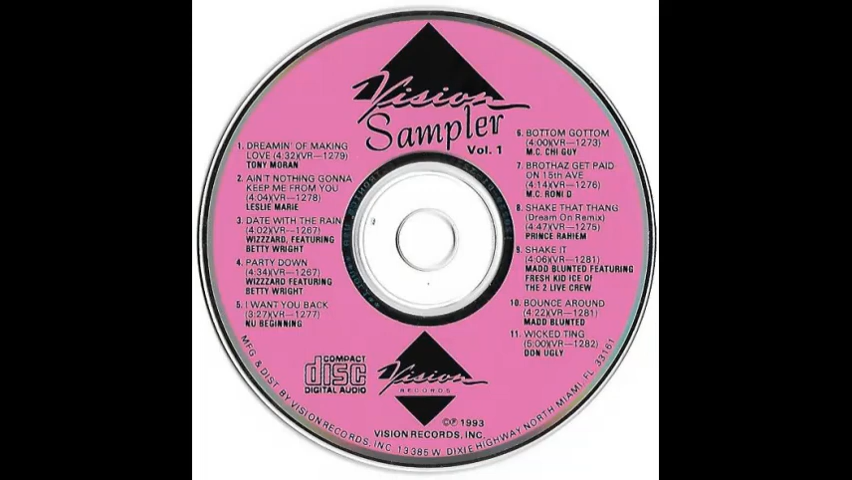 Vision
Sampler
Vol. 1
1. DREAMIN' OF MAKING
LOVE (4:32)(VR—1279)
TONY MORAN
2. AIN'T NOTHING GONNA
KEEP ME FROM YOU
(4:04)(VR—1278)
LESLIE MARIE
3. DATE WITH THE RAIN
(4:02)(VR—1267)
WIZZZARD, FEATURING
BETTY WRIGHT
4. PARTY DOWN
(4:34)(VR—1267)
WIZZZARD FEATURING
BETTY WRIGHT
5. I WANT YOU BACK
(3:27)(VR—1277)
NU BEGINNING
6. BOTTOM GOTTOM
(4:00)(VR—1273)
M.C. CHI GUY
7. BROTHAZ GET PAID
ON 15th AVE
(4:14)(VR—1276)
M.C. RONI D
8. SHAKE THAT THANG
(Dream On Remix)
(4:47)(VR—1275)
PRINCE RAHIEM
9. SHAKE IT
(4:06)(VR—1281)
MADD BLUNTED FEATURING
FRESH KID ICE OF
THE 2 LIVE CREW
10. BOUNCE AROUND
(4:22)(VR—1281)
MADD BLUNTED
11. WICKED TING
(5:00)(VR—1282)
DON UGLY
COMPACT
disc
DIGITAL AUDIO
Vision
RECORDS
©℗ 1993
VISION RECORDS, INC.
MFG & DIST BY VISION RECORDS, INC. 13385 W. DIXIE HIGHWAY NORTH MIAMI, FL 33161